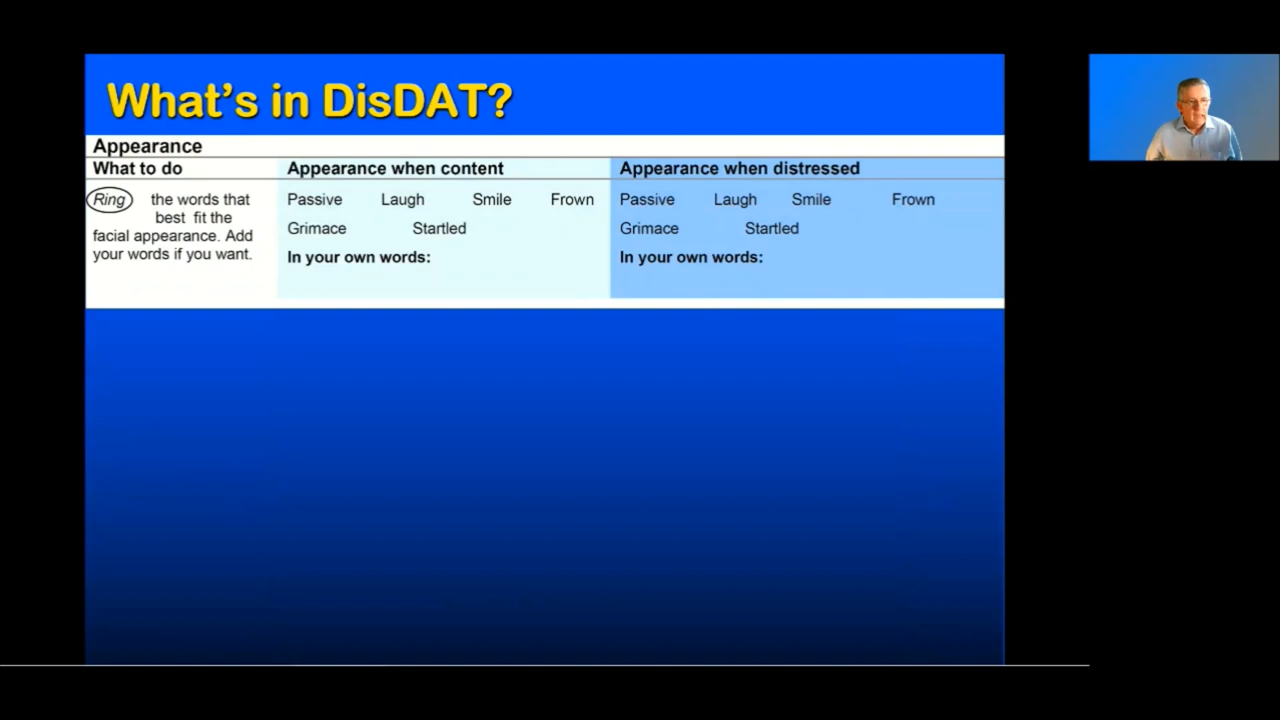 What's in DisDAT?
Appearance
What to do Appearance when content Appearance when distressed
Ring the words that Passive Laugh Smile Frown Passive Laugh Smile Frown
best fit the
facial appearance. Add Grimace Startled Grimace Startled
your words if you want. In your own words: In your own words: